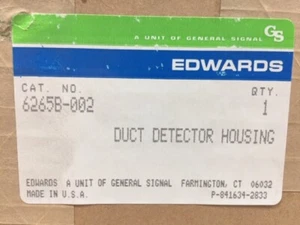 GS
A UNIT OF GENERAL SIGNAL
EDWARDS
CAT. NO. QTY.
6265B-002 1
DUCT DETECTOR HOUSING
EDWARDS A UNIT OF GENERAL SIGNAL FARMINGTON, CT 06032
MADE IN U.S.A. P-041634-2833